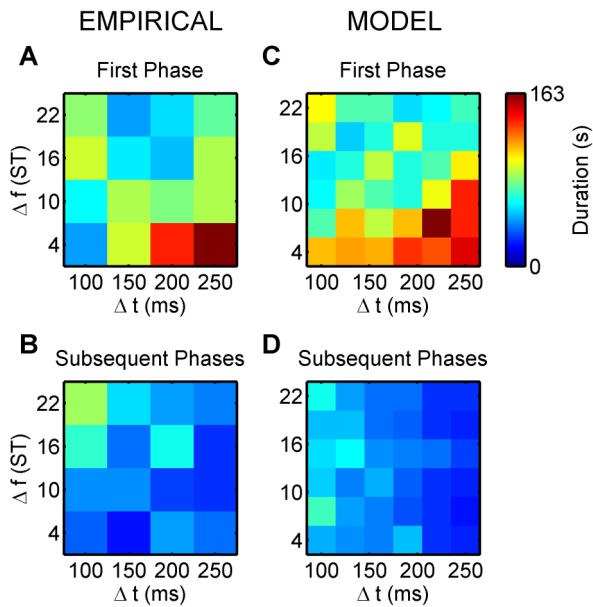 EMPIRICAL
MODEL
A
First Phase
22
16
10
4
Δ f (ST)
100 150 200 250
Δ t (ms)
C
First Phase
22
16
10
4
100 150 200 250
Δ t (ms)
163
0
Duration (s)
B
Subsequent Phases
22
16
10
4
Δ f (ST)
100 150 200 250
Δ t (ms)
D
Subsequent Phases
22
16
10
4
100 150 200 250
Δ t (ms)